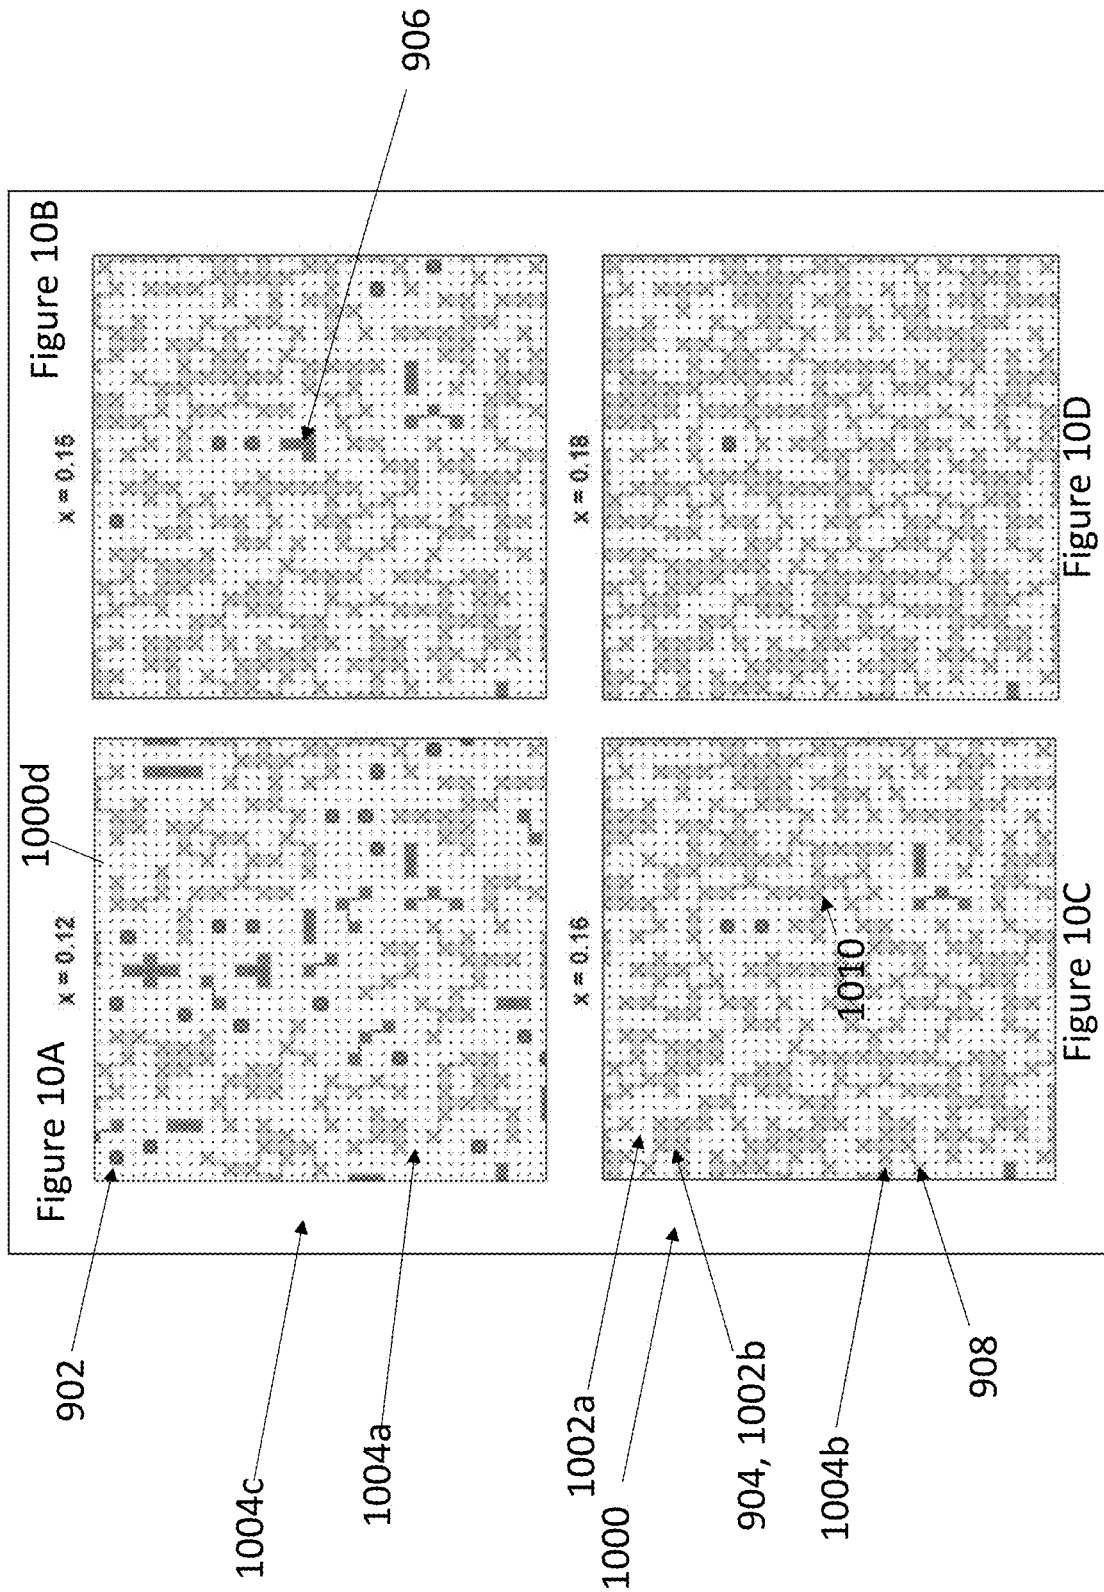 Figure 10A
1000d
Figure 10B
x = 0.12
x = 0.15
902
906
1004c
1004a
x = 0.16
x = 0.18
1002a
1000
904, 1002b
1010
1004b
908
Figure 10C
Figure 10D